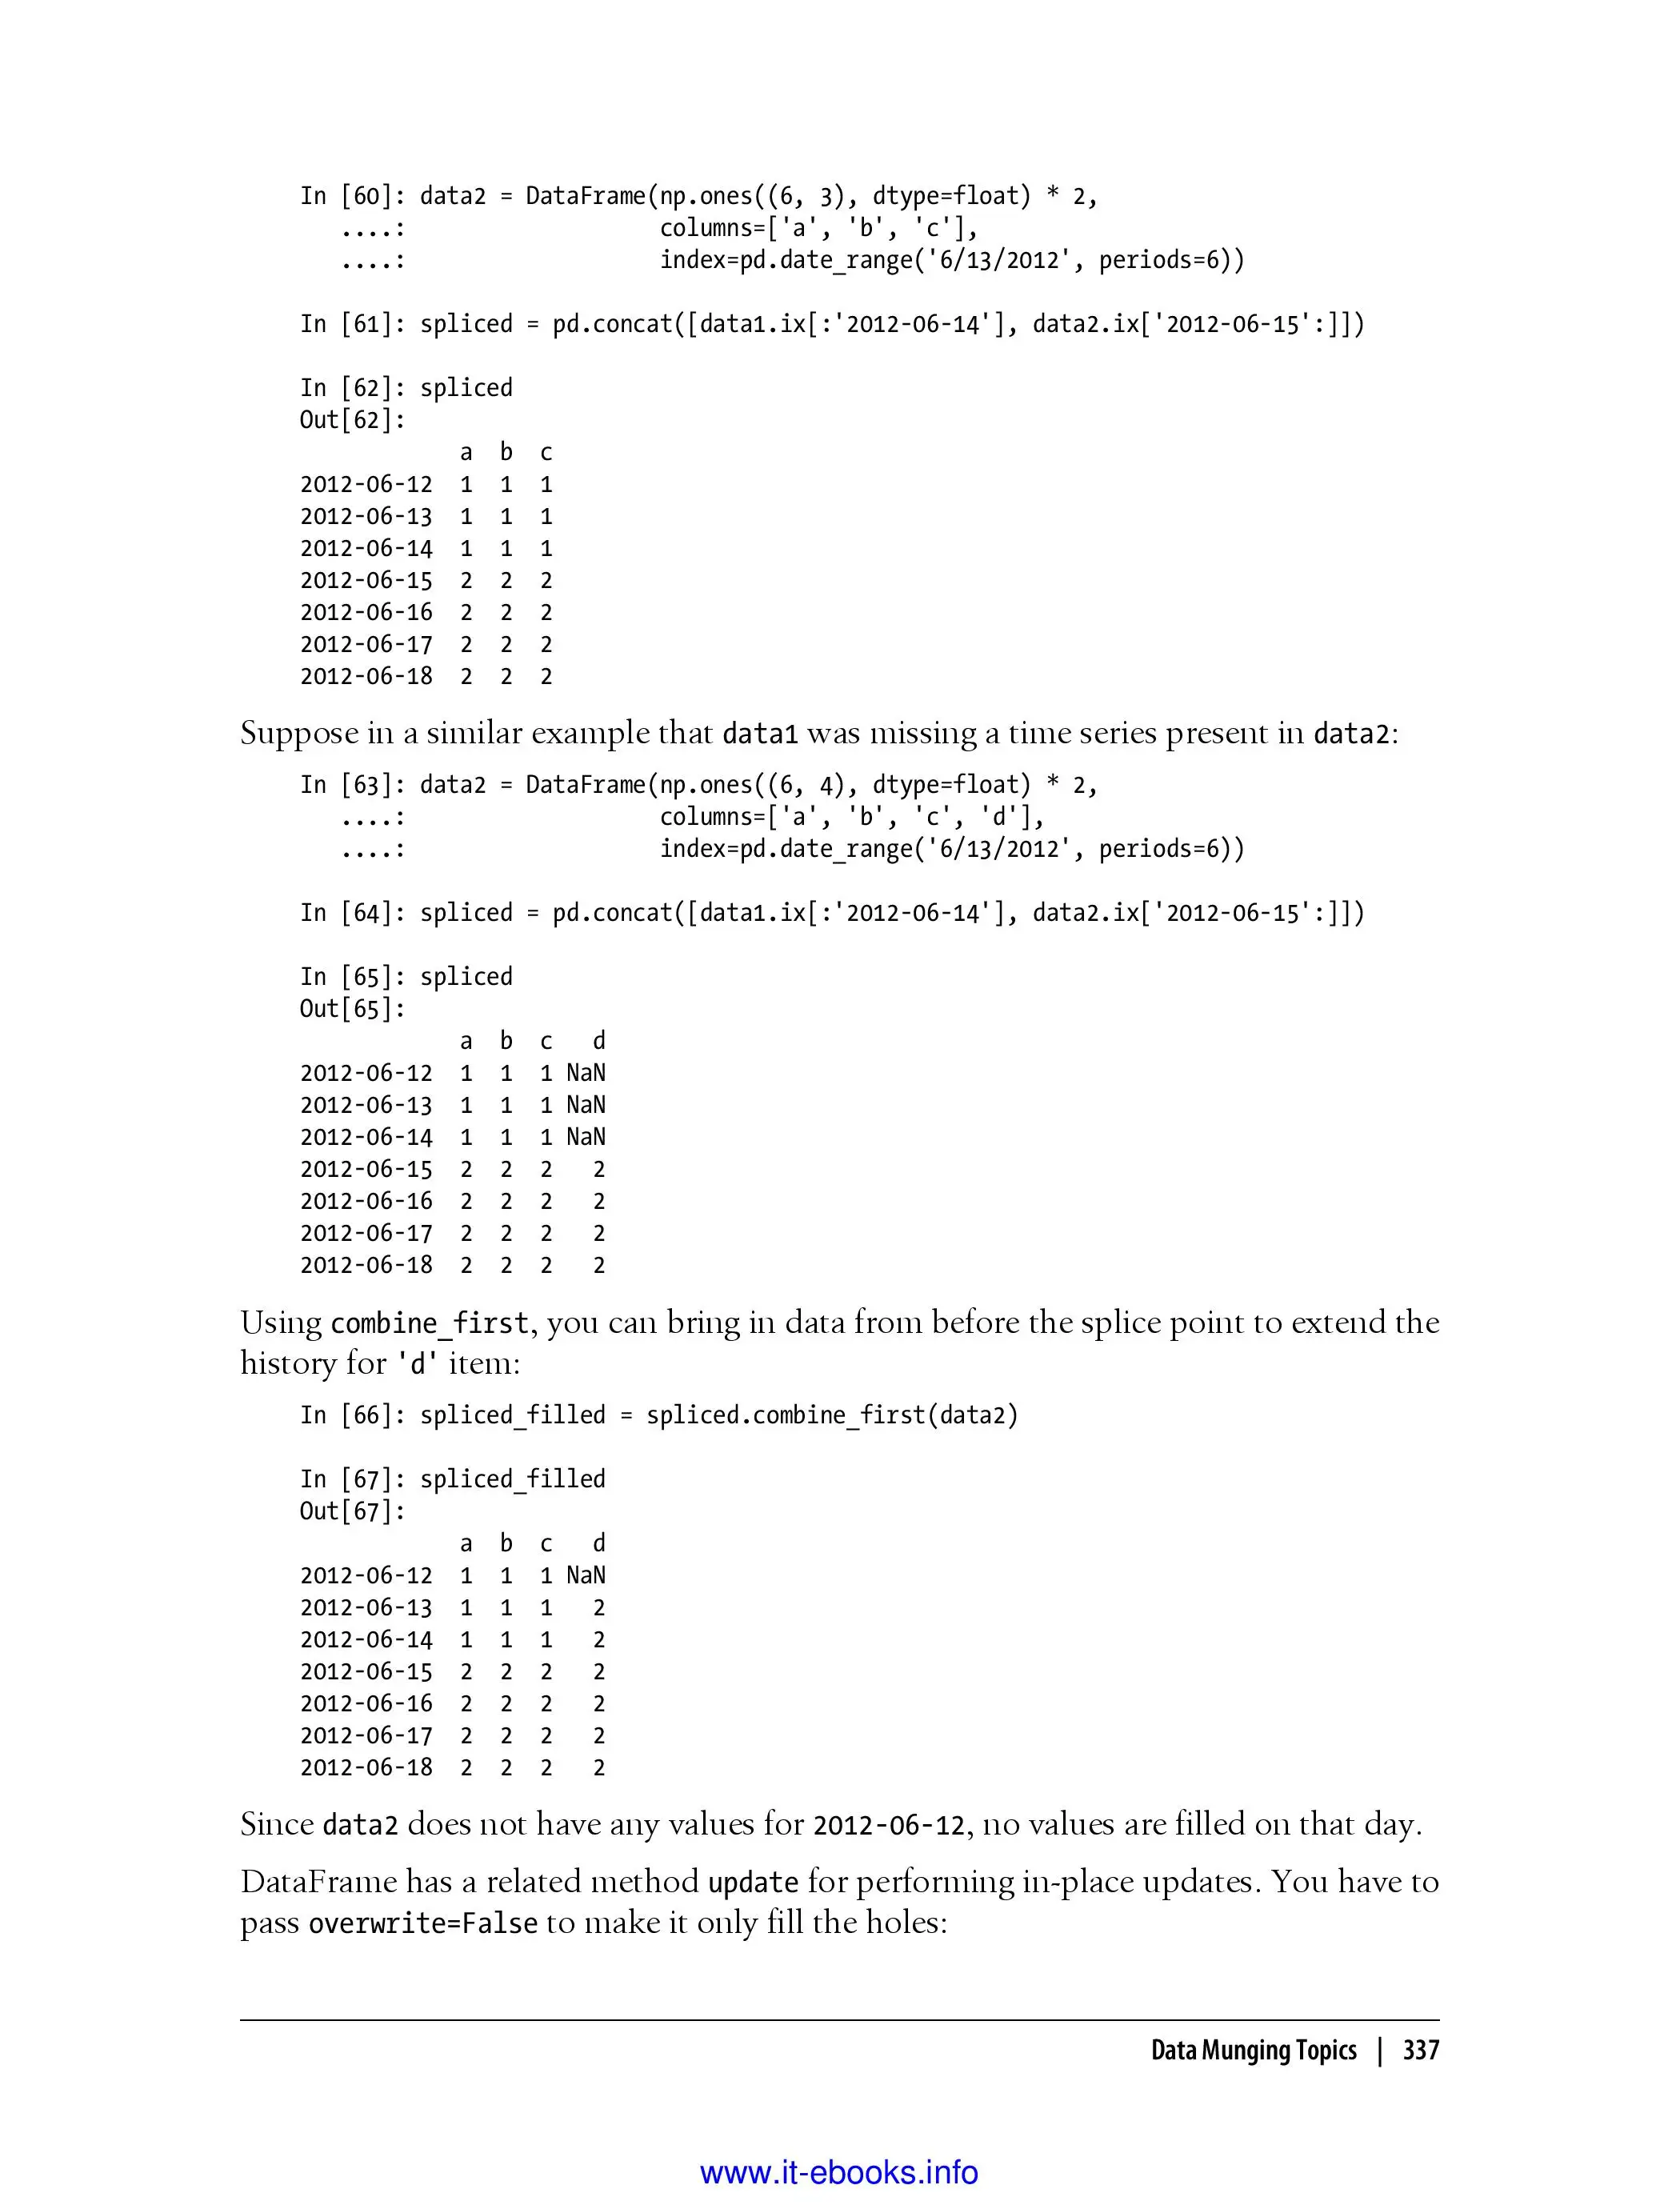 In [60]: data2 = DataFrame(np.ones((6, 3), dtype=float) * 2,
   ....:                   columns=['a', 'b', 'c'],
   ....:                   index=pd.date_range('6/13/2012', periods=6))
In [61]: spliced = pd.concat([data1.ix[:'2012-06-14'], data2.ix['2012-06-15':]])
In [62]: spliced
Out[62]:
            a  b  c
2012-06-12  1  1  1
2012-06-13  1  1  1
2012-06-14  1  1  1
2012-06-15  2  2  2
2012-06-16  2  2  2
2012-06-17  2  2  2
2012-06-18  2  2  2
Suppose in a similar example that data1 was missing a time series present in data2:
In [63]: data2 = DataFrame(np.ones((6, 4), dtype=float) * 2,
   ....:                   columns=['a', 'b', 'c', 'd'],
   ....:                   index=pd.date_range('6/13/2012', periods=6))
In [64]: spliced = pd.concat([data1.ix[:'2012-06-14'], data2.ix['2012-06-15':]])
In [65]: spliced
Out[65]:
            a  b  c   d
2012-06-12  1  1  1 NaN
2012-06-13  1  1  1 NaN
2012-06-14  1  1  1 NaN
2012-06-15  2  2  2   2
2012-06-16  2  2  2   2
2012-06-17  2  2  2   2
2012-06-18  2  2  2   2
Using combine_first, you can bring in data from before the splice point to extend the
history for 'd' item:
In [66]: spliced_filled = spliced.combine_first(data2)
In [67]: spliced_filled
Out[67]:
            a  b  c   d
2012-06-12  1  1  1 NaN
2012-06-13  1  1  1   2
2012-06-14  1  1  1   2
2012-06-15  2  2  2   2
2012-06-16  2  2  2   2
2012-06-17  2  2  2   2
2012-06-18  2  2  2   2
Since data2 does not have any values for 2012-06-12, no values are filled on that day.
DataFrame has a related method update for performing in-place updates. You have to
pass overwrite=False to make it only fill the holes:
Data Munging Topics | 337
www.it-ebooks.info